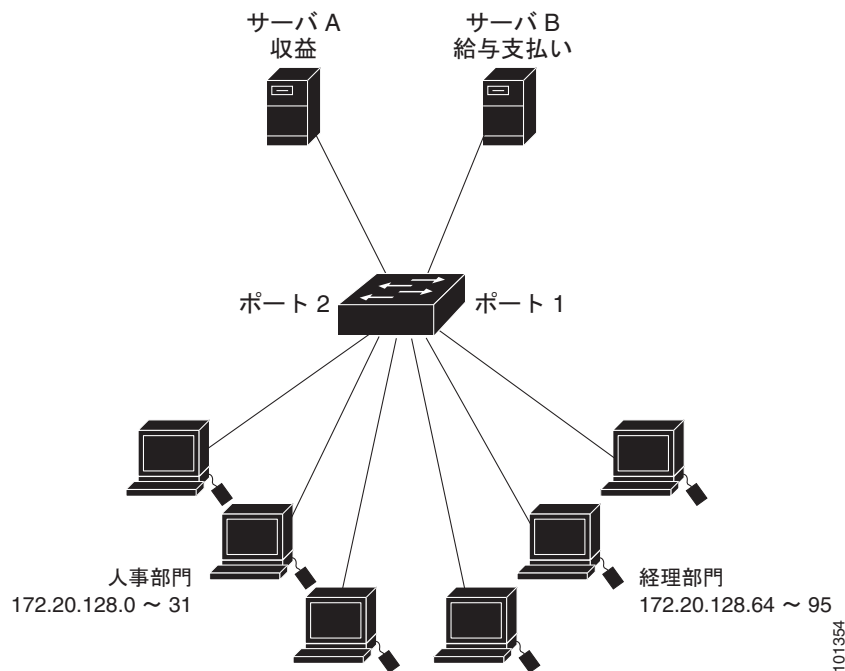 サーバ A
収益
サーバ B
給与支払い
ポート 2
ポート 1
人事部門
172.20.128.0 ～ 31
経理部門
172.20.128.64 ～ 95
101354